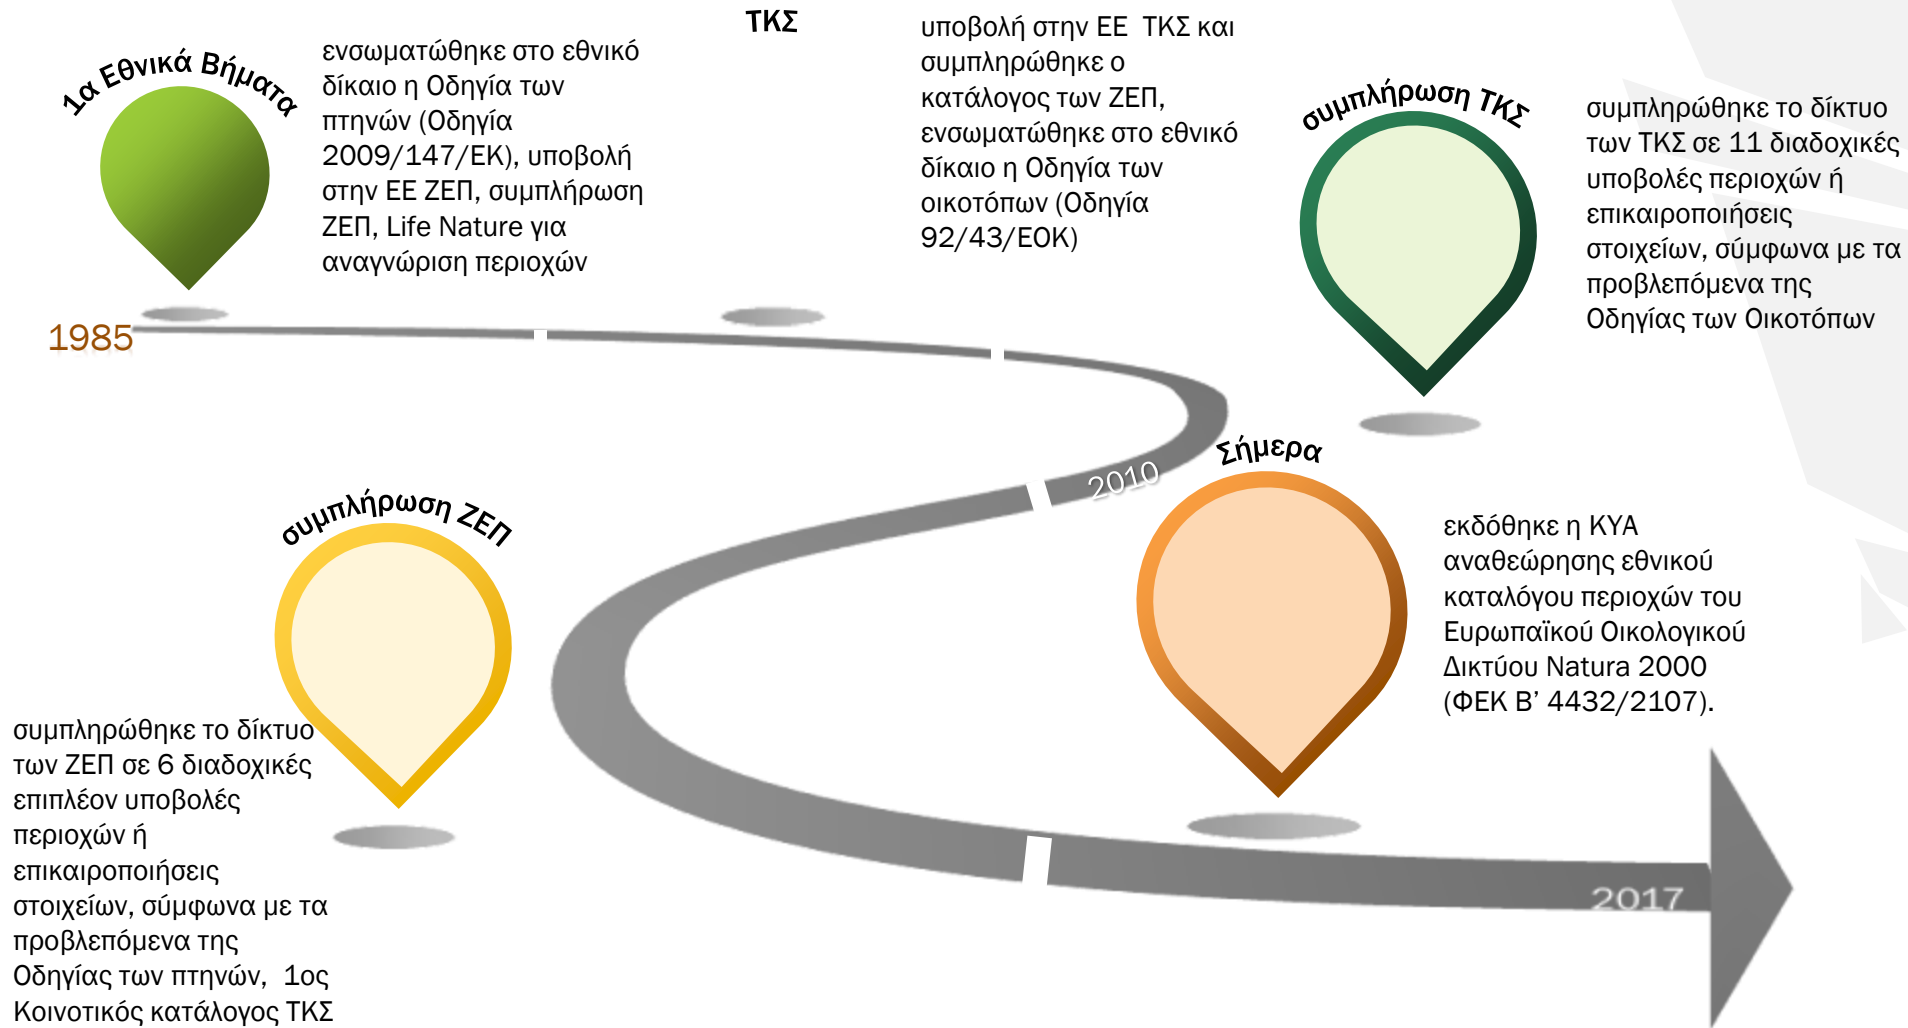 1α Εθνικά Βήματα
ενσωματώθηκε στο εθνικό
δίκαιο η Οδηγία των
πτηνών (Οδηγία
2009/147/ΕΚ), υποβολή
στην ΕΕ ΖΕΠ, συμπλήρωση
ΖΕΠ, Life Nature για
αναγνώριση περιοχών
ΤΚΣ
υποβολή στην ΕΕ ΤΚΣ και
συμπληρώθηκε ο
κατάλογος των ΖΕΠ,
ενσωματώθηκε στο εθνικό
δίκαιο η Οδηγία των
οικοτόπων (Οδηγία
92/43/ΕΟΚ)
συμπλήρωση ΤΚΣ
συμπληρώθηκε το δίκτυο
των ΤΚΣ σε 11 διαδοχικές
υποβολές περιοχών ή
επικαιροποιήσεις
στοιχείων, σύμφωνα με τα
προβλεπόμενα της
Οδηγίας των Οικοτόπων
1985
2010
συμπλήρωση ΖΕΠ
συμπληρώθηκε το δίκτυο
των ΖΕΠ σε 6 διαδοχικές
επιπλέον υποβολές
περιοχών ή
επικαιροποιήσεις
στοιχείων, σύμφωνα με τα
προβλεπόμενα της
Οδηγίας των πτηνών, 1ος
Κοινοτικός κατάλογος ΤΚΣ
Σήμερα
εκδόθηκε η ΚΥΑ
αναθεώρησης εθνικού
καταλόγου περιοχών του
Ευρωπαϊκού Οικολογικού
Δικτύου Natura 2000
(ΦΕΚ Β’ 4432/2107).
2017